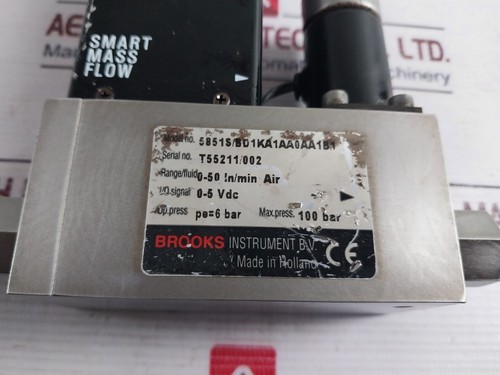 SMART
MASS
FLOW
Model no. 5851S/BD1KA1AA0AA1B1
Serial no. T55211/002
Range/fluid 0-50 ln/min Air
I/O signal 0-5 Vdc
Op.press pe=6 bar Max.press. 100 bar
BROOKS INSTRUMENT B.V.
Made in Holland
CE